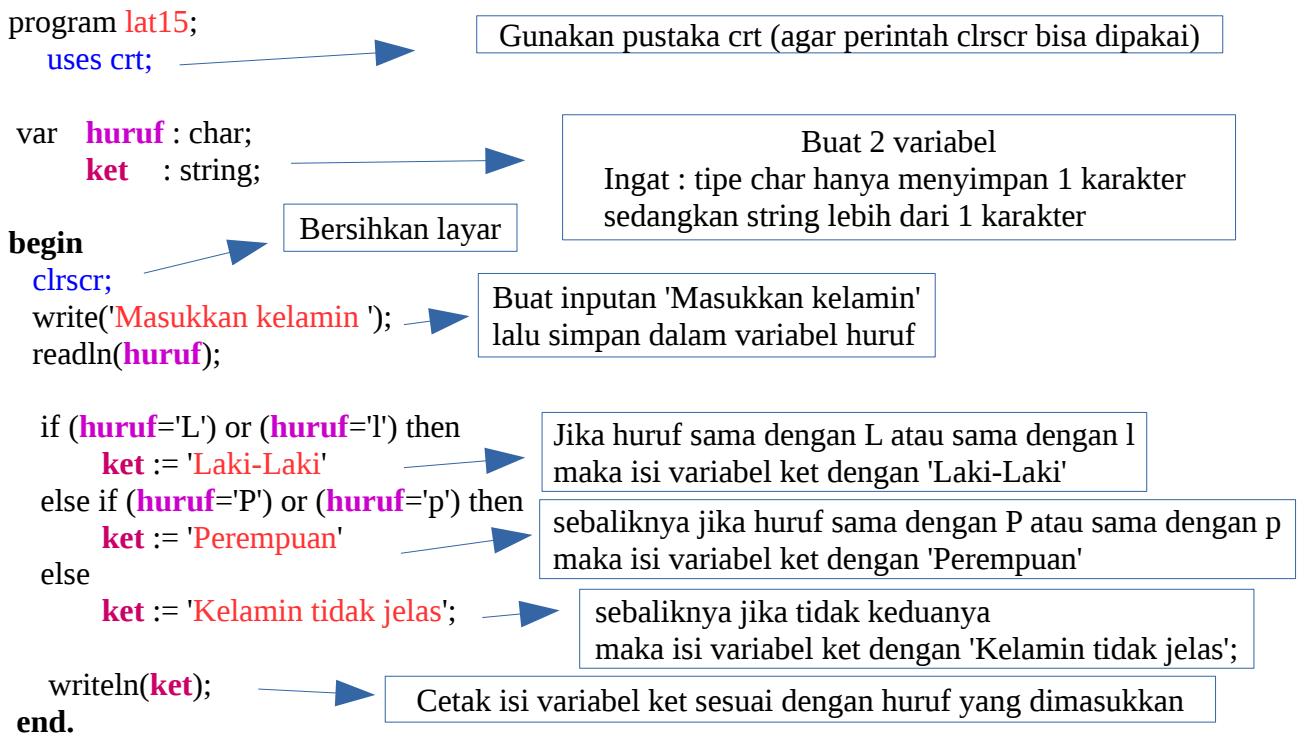 program lat15;
Gunakan pustaka crt (agar perintah clrscr bisa dipakai)
uses crt;
var huruf : char;
ket : string;
Buat 2 variabel
Ingat : tipe char hanya menyimpan 1 karakter
sedangkan string lebih dari 1 karakter
Bersihkan layar
begin
clrscr;
write('Masukkan kelamin ');
readln(huruf);
Buat inputan 'Masukkan kelamin'
lalu simpan dalam variabel huruf
if (huruf='L') or (huruf='l') then
ket := 'Laki-Laki'
Jika huruf sama dengan L atau sama dengan l
maka isi variabel ket dengan 'Laki-Laki'
else if (huruf='P') or (huruf='p') then
ket := 'Perempuan'
sebaliknya jika huruf sama dengan P atau sama dengan p
maka isi variabel ket dengan 'Perempuan'
else
ket := 'Kelamin tidak jelas';
sebaliknya jika tidak keduanya
maka isi variabel ket dengan 'Kelamin tidak jelas';
writeln(ket);
Cetak isi variabel ket sesuai dengan huruf yang dimasukkan
end.